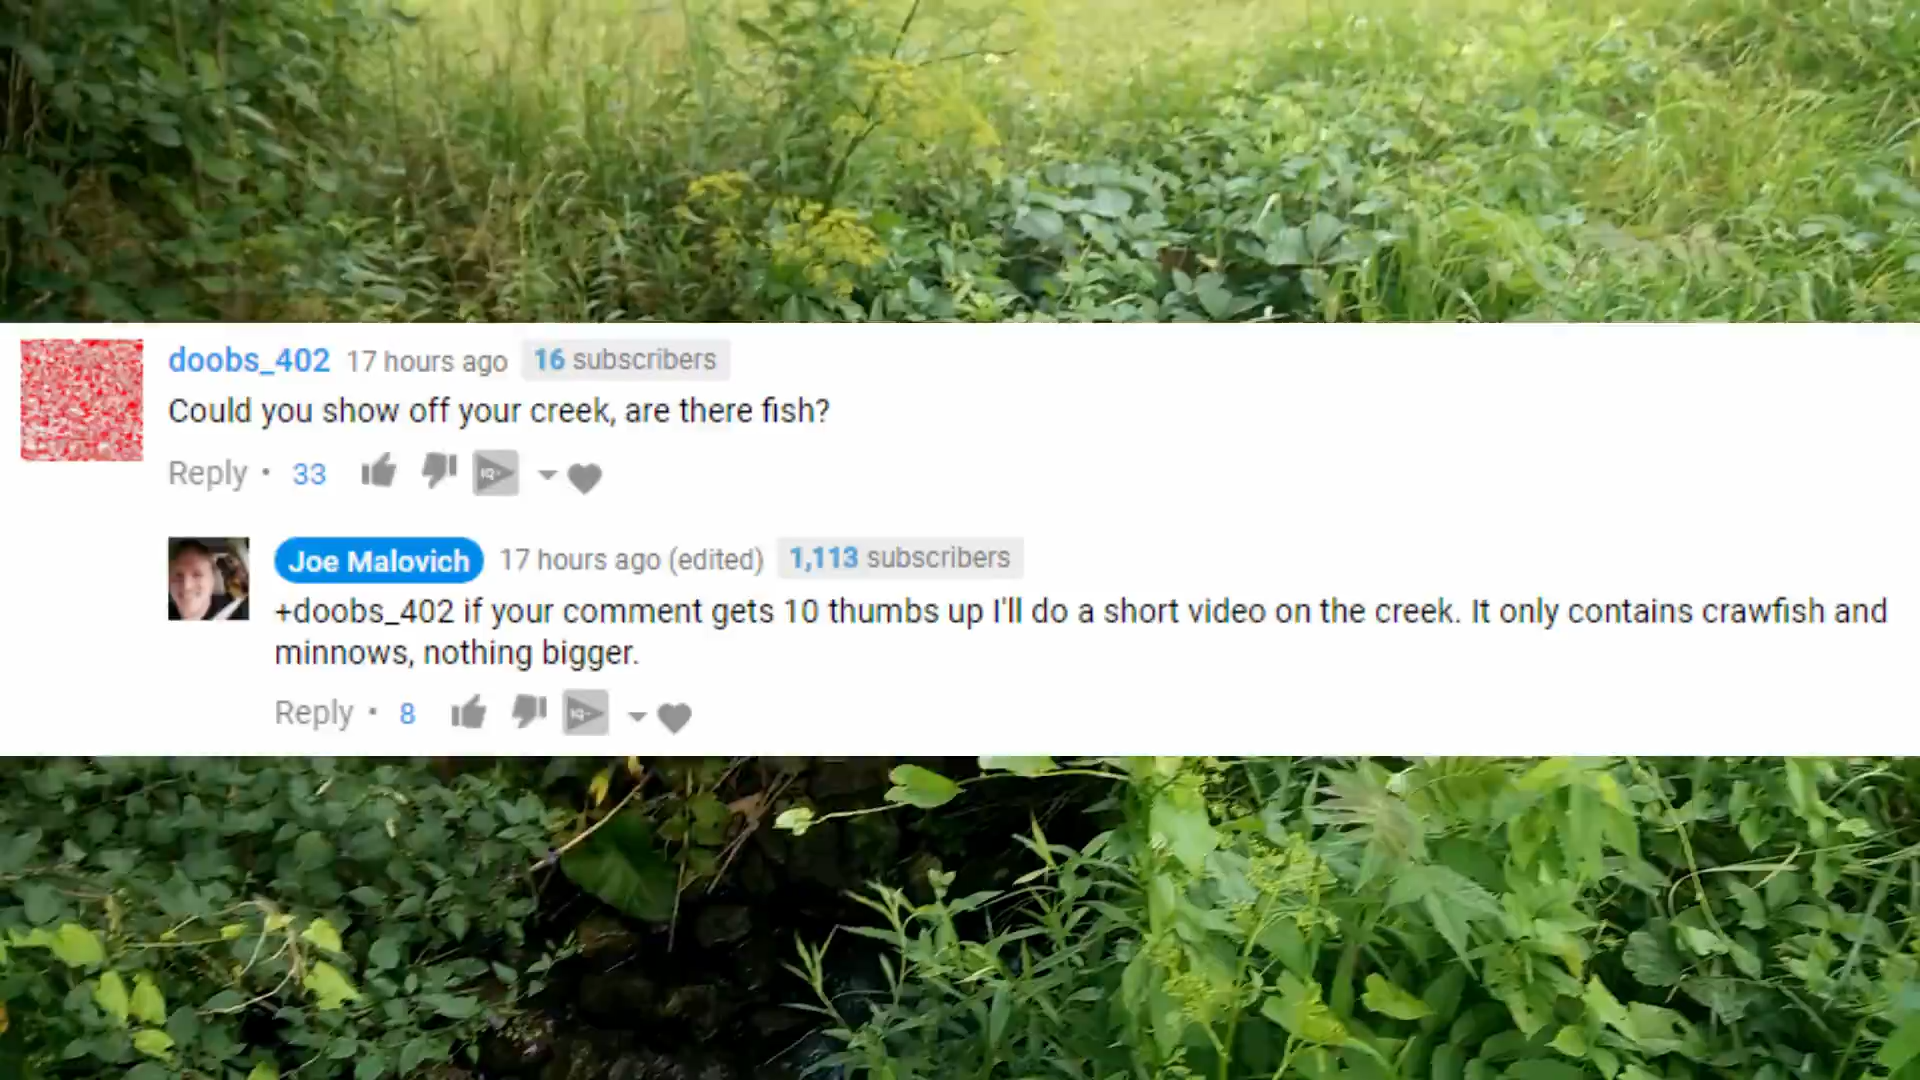 doobs_402 17 hours ago 16 subscribers
Could you show off your creek, are there fish?
Reply • 33
Joe Malovich 17 hours ago (edited) 1,113 subscribers
+doobs_402 if your comment gets 10 thumbs up I'll do a short video on the creek. It only contains crawfish and
minnows, nothing bigger.
Reply • 8